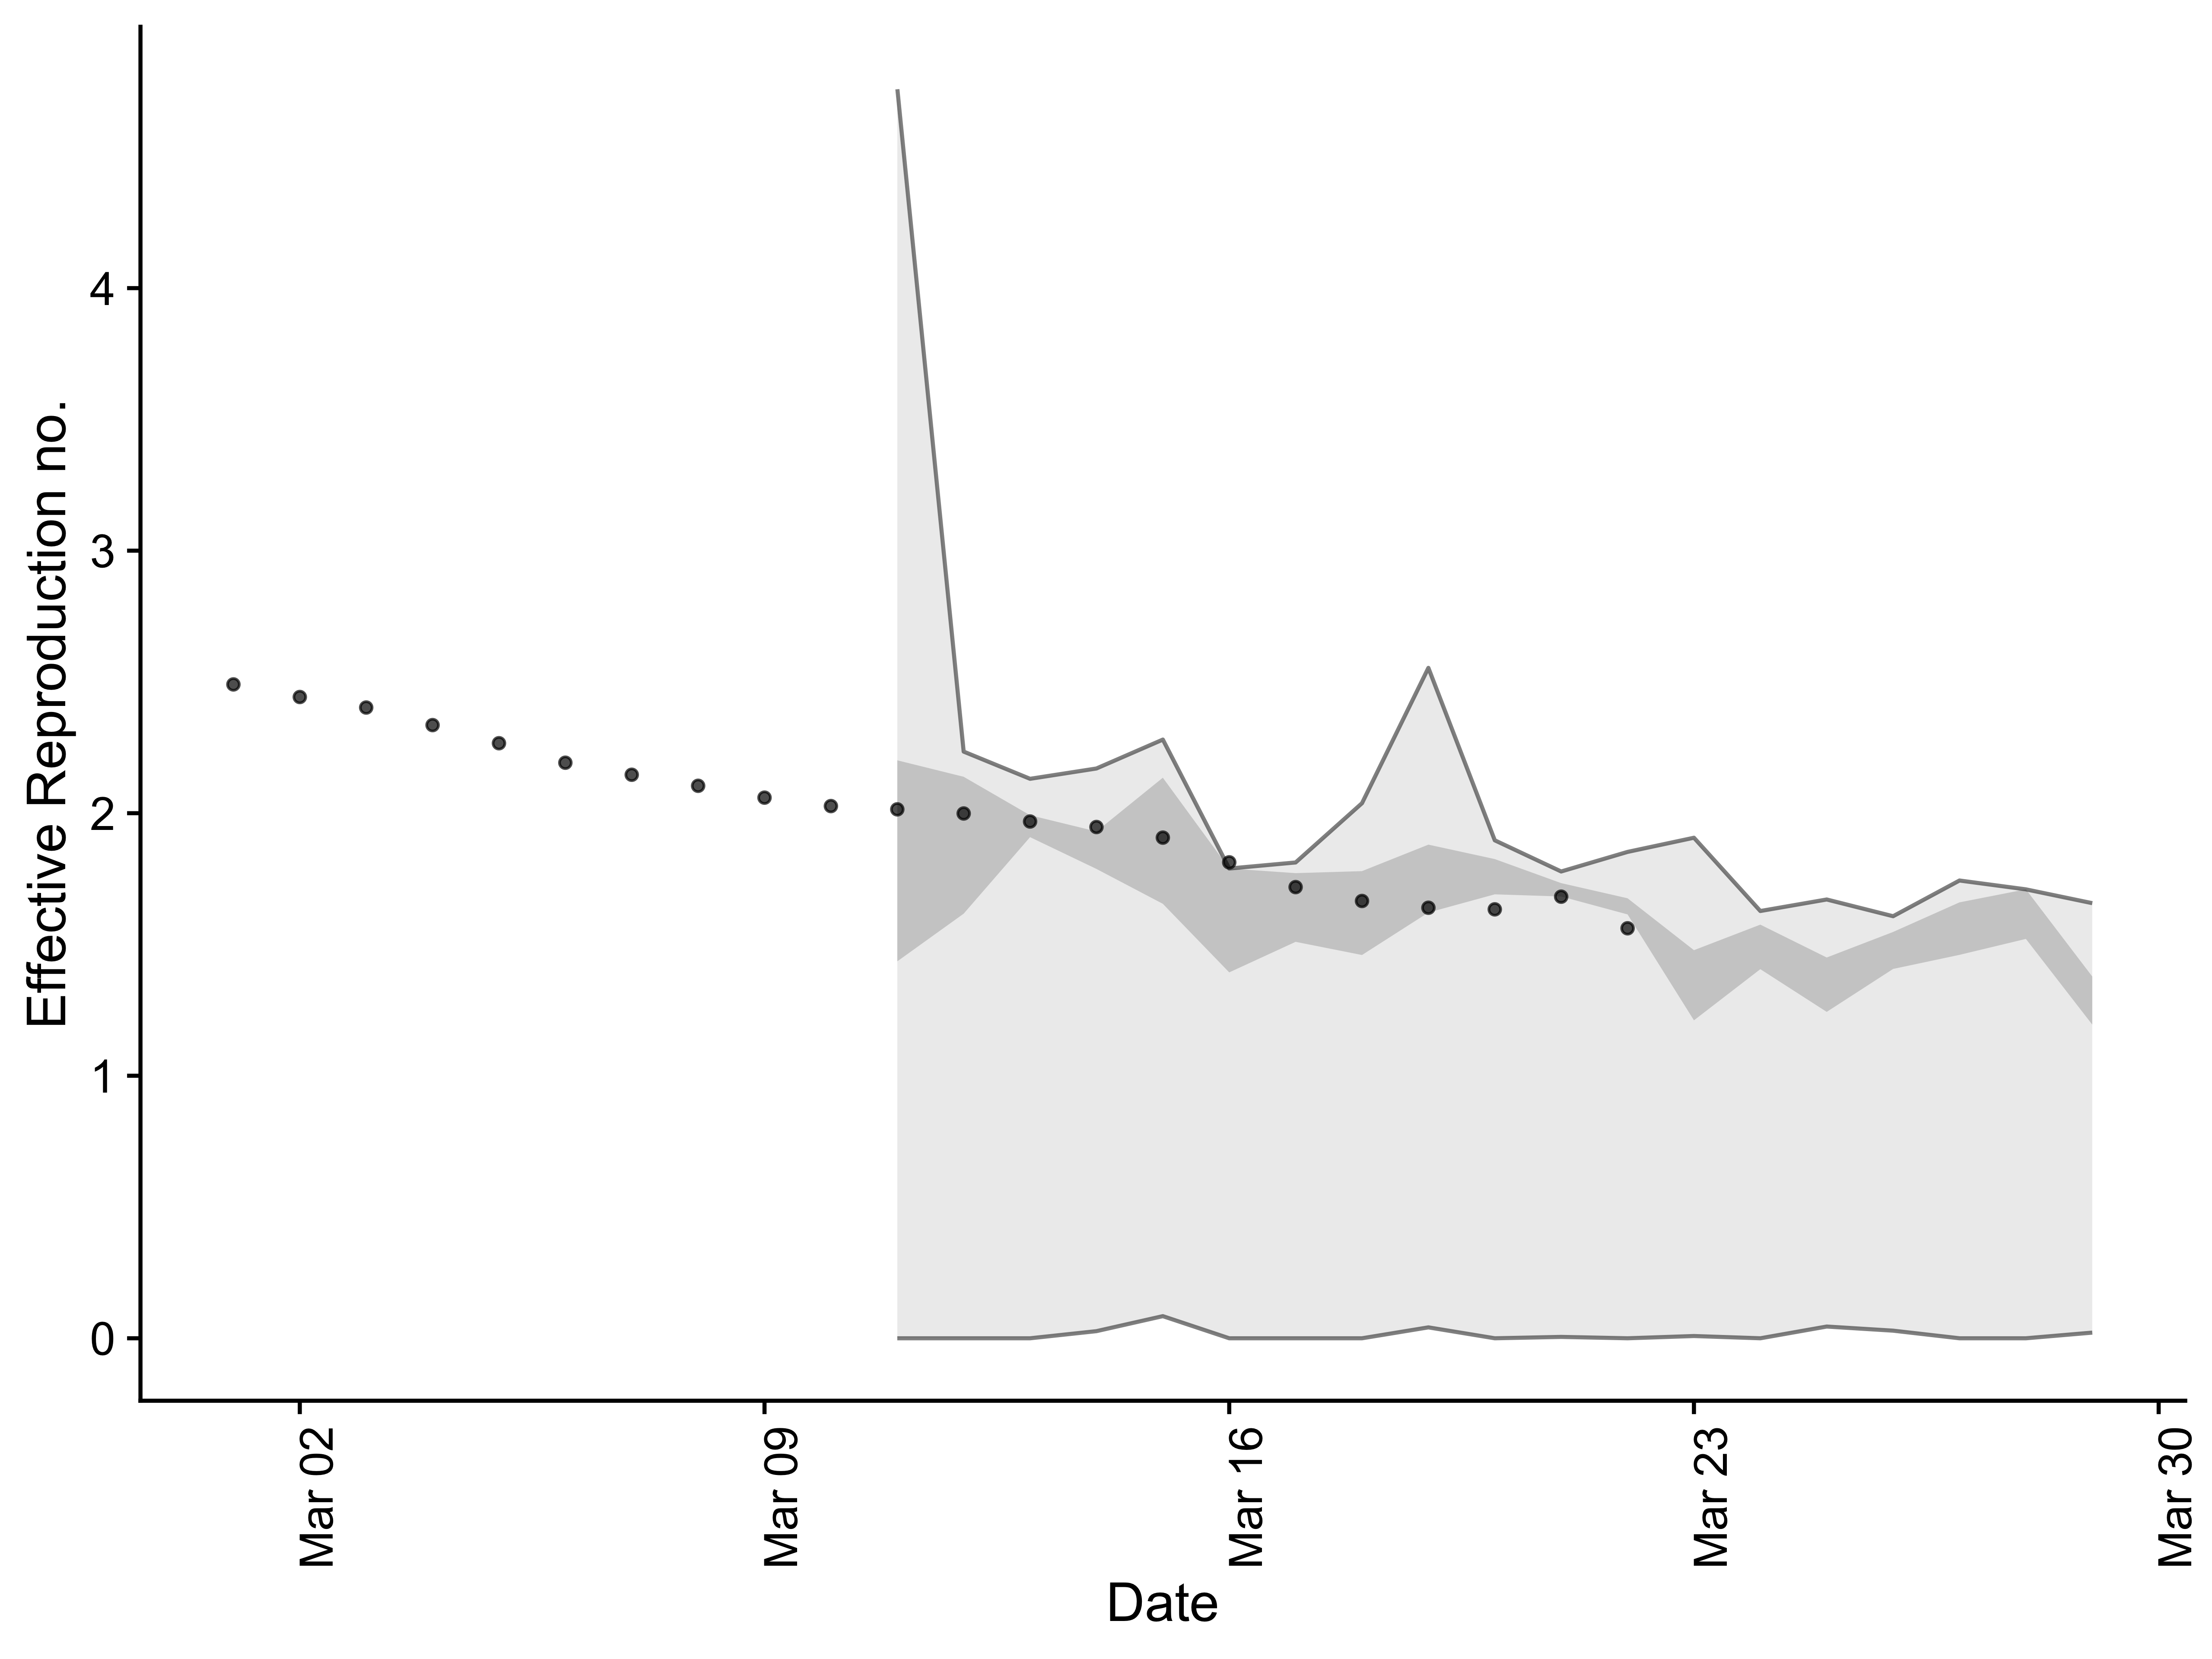 Effective Reproduction no.
4
3
2
1
0
Mar 02
Mar 09
Mar 16
Mar 23
Mar 30
Date